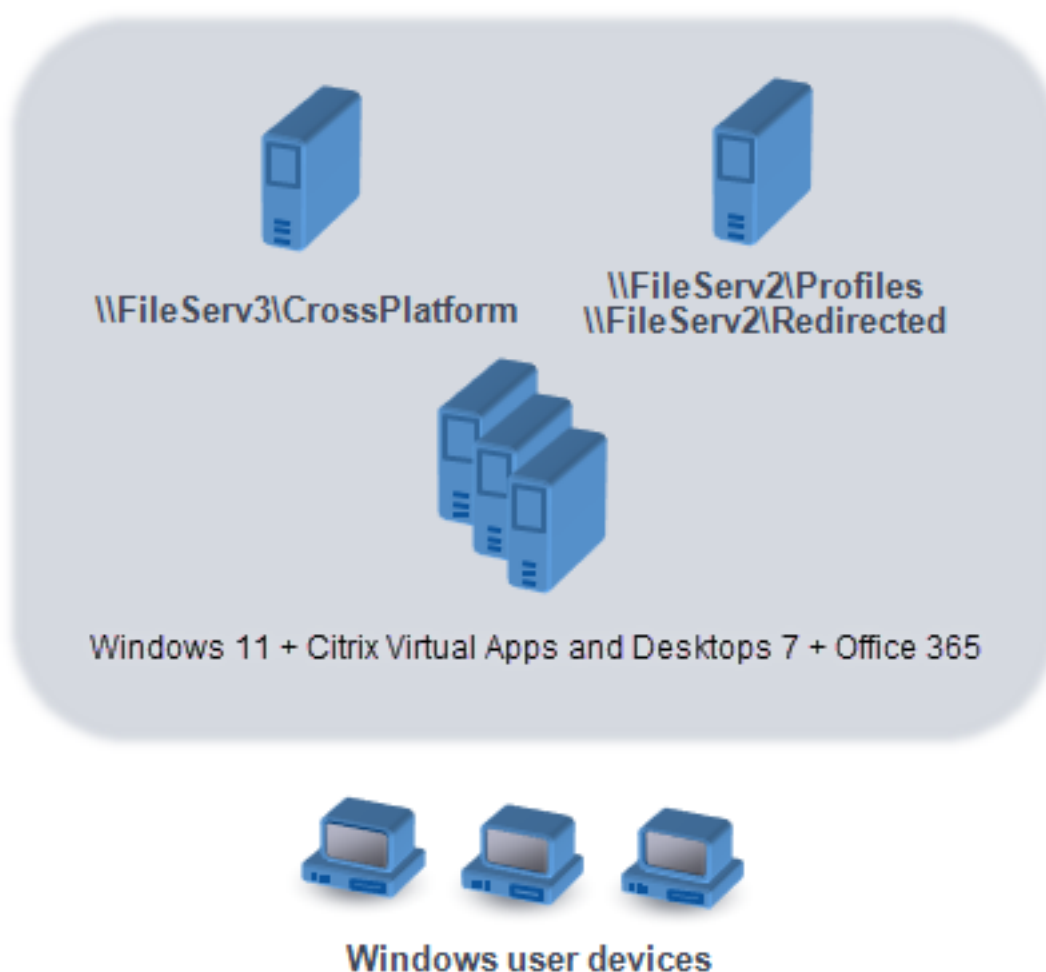 \\FileServ3\CrossPlatform
\\FileServ2\Profiles
\\FileServ2\Redirected
Windows 11 + Citrix Virtual Apps and Desktops 7 + Office 365
Windows user devices